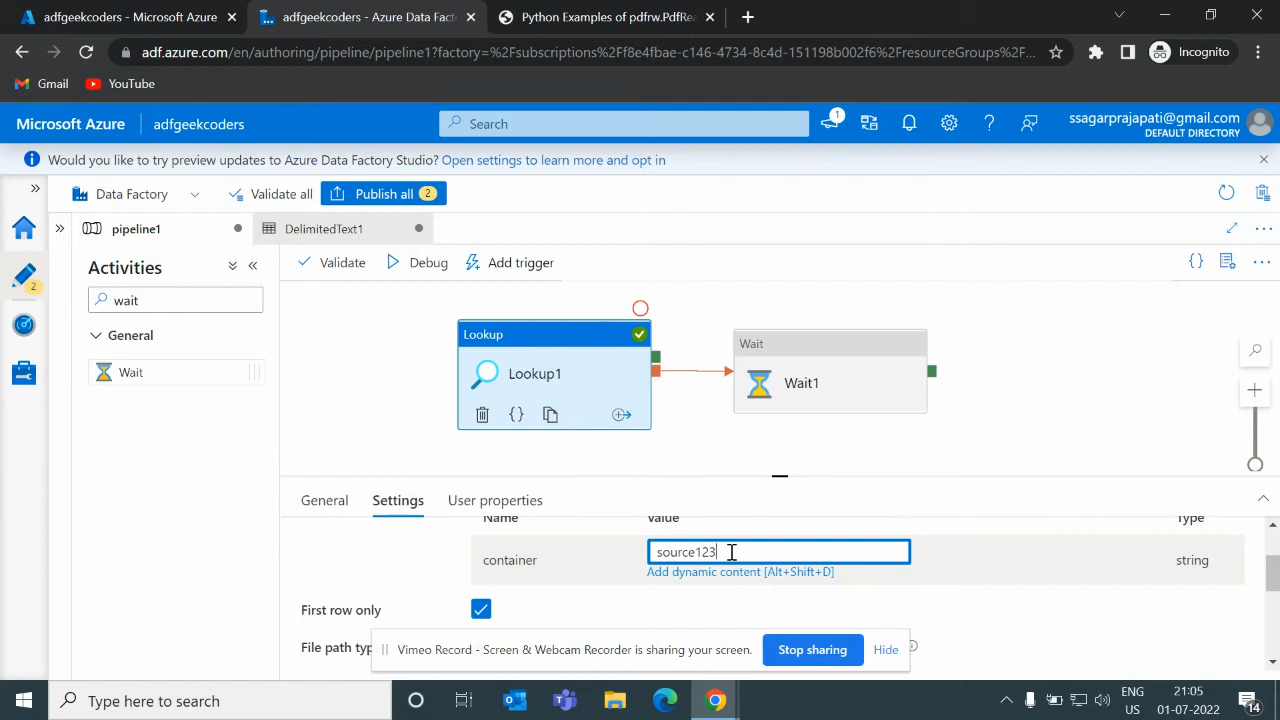 adfgeekcoders - Microsoft Azure
adfgeekcoders - Azure Data Fact
Python Examples of pdfrw.PdfRe
adf.azure.com/en/authoring/pipeline/pipeline1?factory=%2Fsubscriptions%2Ff8e4fbae-c146-4734-8c4d-151198b002f6%2FresourceGroups%2F...
Incognito
Gmail
YouTube
Microsoft Azure
adfgeekcoders
Search
1
ssagarprajapati@gmail.com
DEFAULT DIRECTORY
Would you like to try preview updates to Azure Data Factory Studio? Open settings to learn more and opt in
Data Factory
Validate all
Publish all 2
pipeline1
DelimitedText1
2
Activities
Validate
Debug
Add trigger
wait
General
Wait
Lookup
Lookup1
Wait
Wait1
General
Settings
User properties
Name
Value
Type
container
source123
string
Add dynamic content [Alt+Shift+D]
First row only
File path typ
Vimeo Record - Screen & Webcam Recorder is sharing your screen.
Stop sharing
Hide
Type here to search
ENG
US
21:05
01-07-2022
14